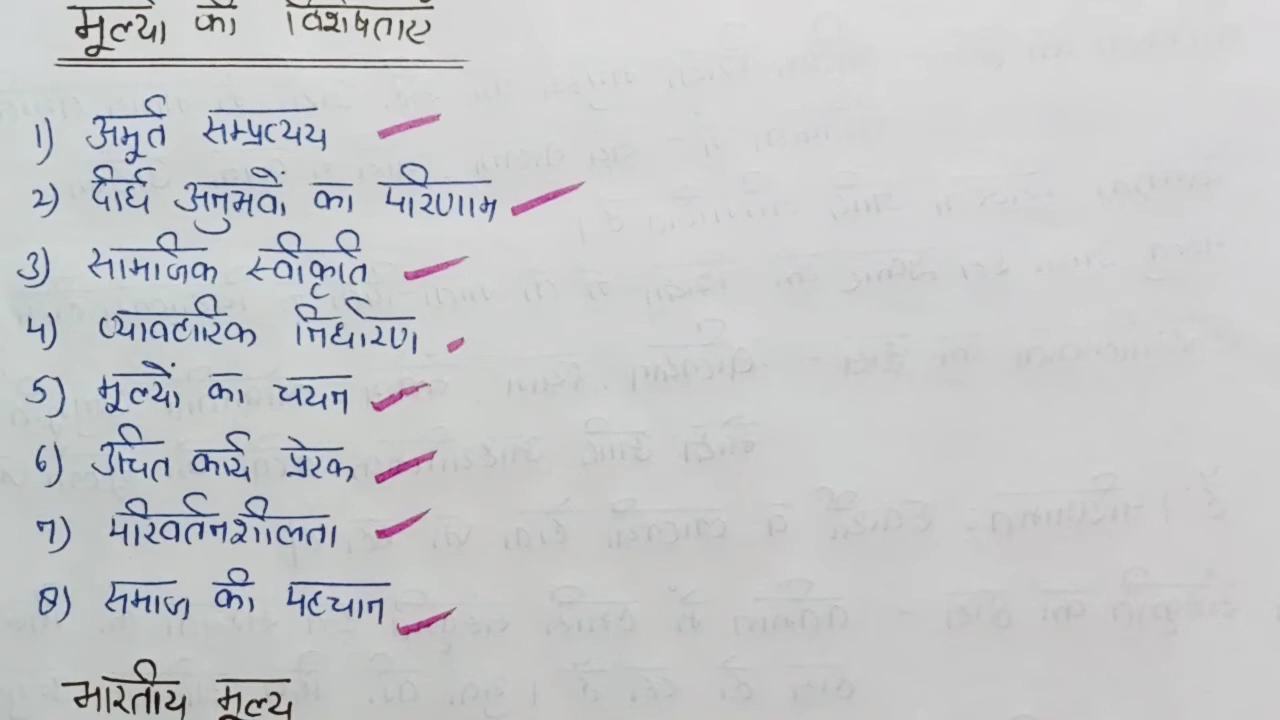 मूल्यों की विशेषताएं
1) अमूर्त सम्प्रत्यय
2) दीर्घ अनुभवों का परिणाम
3) सामाजिक स्वीकृति
4) व्यावहारिक निर्धारण
5) मूल्यों का चयन
6) उचित कार्य प्रेरक
7) परिवर्तनशीलता
8) समाज की पहचान
भारतीय मूल्य